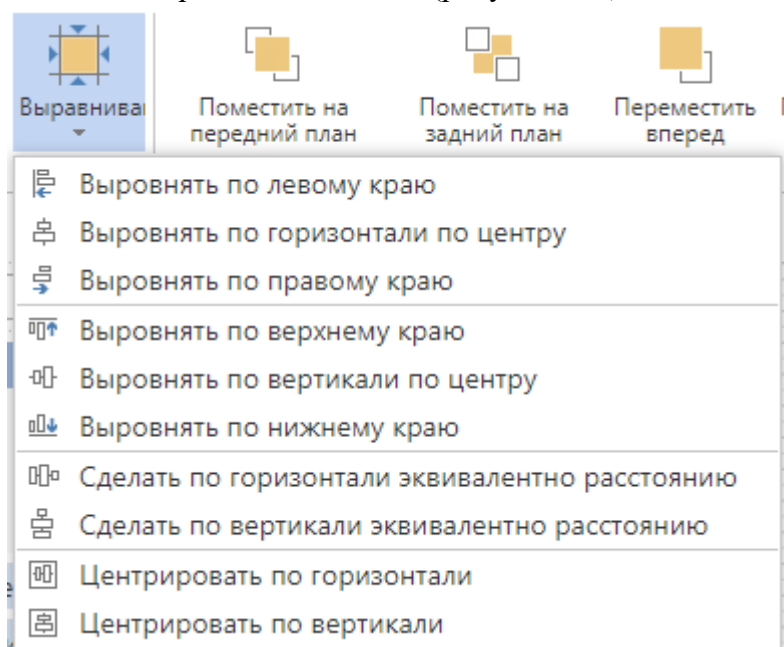 Выравнива
Поместить на
передний план
Поместить на
задний план
Переместить
вперед
Выровнять по левому краю
Выровнять по горизонтали по центру
Выровнять по правому краю
Выровнять по верхнему краю
Выровнять по вертикали по центру
Выровнять по нижнему краю
Сделать по горизонтали эквивалентно расстоянию
Сделать по вертикали эквивалентно расстоянию
Центрировать по горизонтали
Центрировать по вертикали